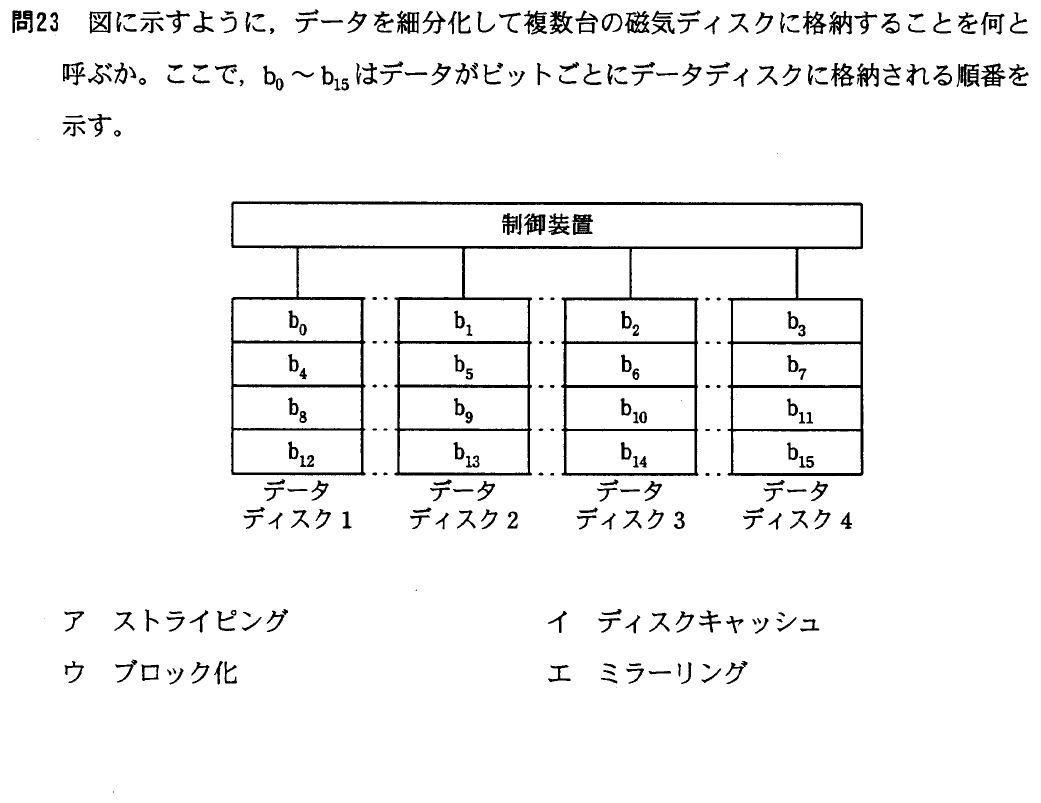 問23 図に示すように，データを細分化して複数台の磁気ディスクに格納することを何と
呼ぶか。ここで，b₀～b₁₅はデータがビットごとにデータディスクに格納される順番を
示す。
制御装置
b₀ b₁ b₂ b₃
b₄ b₅ b₆ b₇
b₈ b₉ b₁₀ b₁₁
b₁₂ b₁₃ b₁₄ b₁₅
データ データ データ データ
ディスク1 ディスク2 ディスク3 ディスク4
ア ストライピング イ ディスクキャッシュ
ウ ブロック化 エ ミラーリング